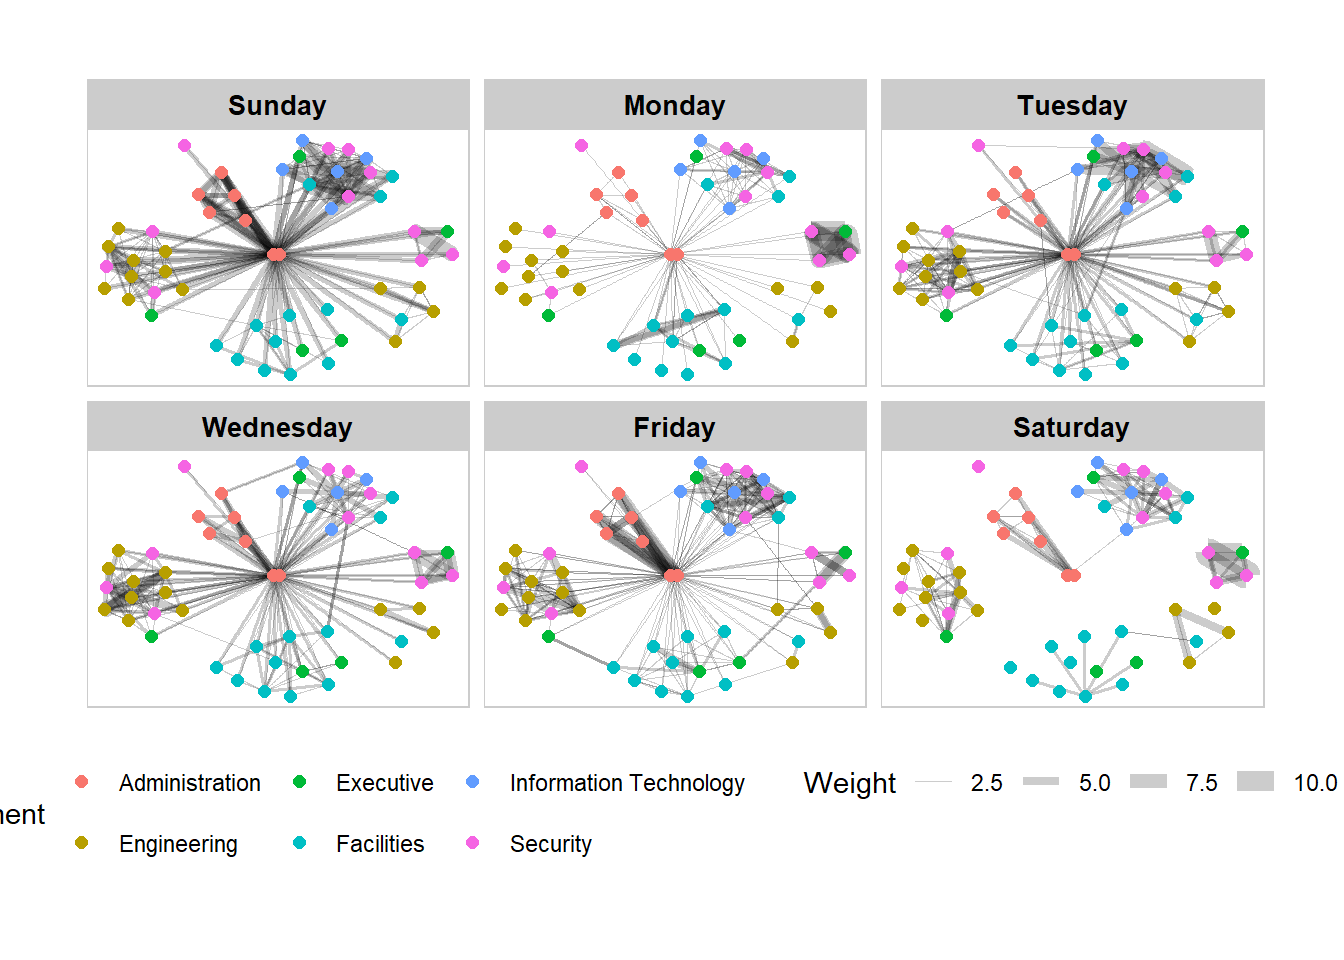 Sunday Monday Tuesday
Wednesday Friday Saturday
Administration Executive Information Technology Weight 2.5 5.0 7.5 10.0
Engineering Facilities Security